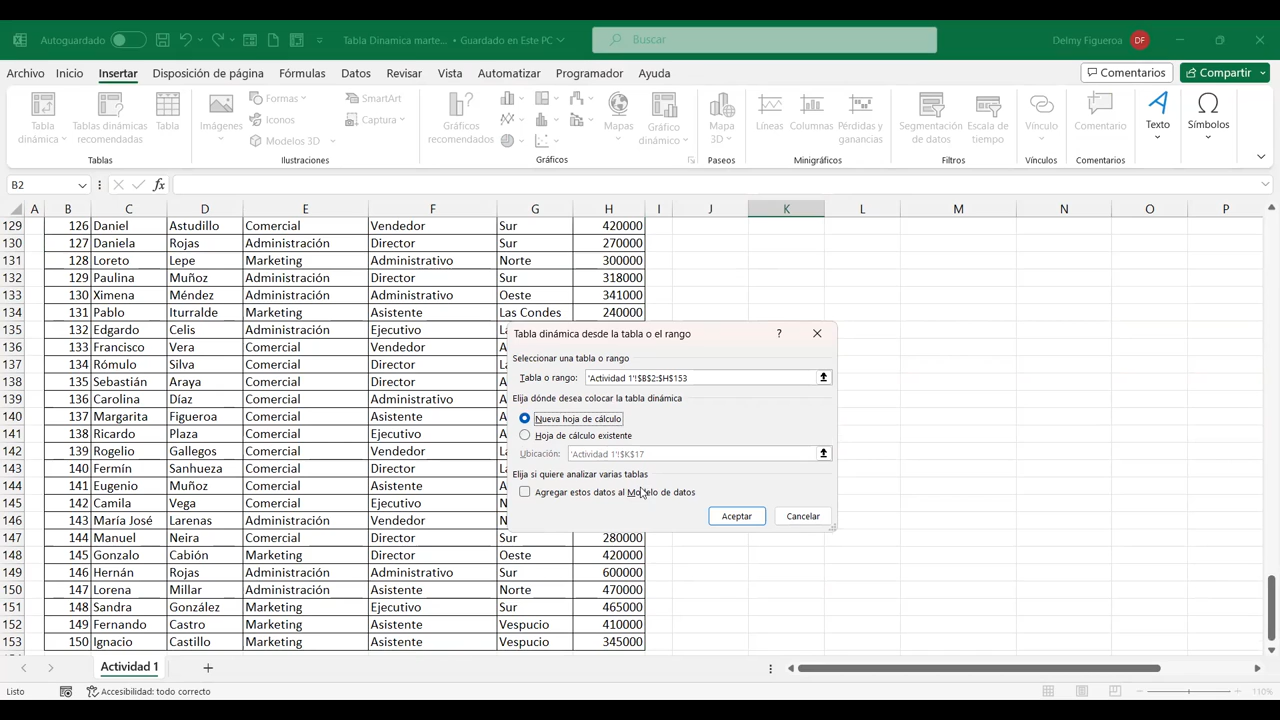 Autoguardado
Tabla Dinamica marte... • Guardado en Este PC
Buscar
Delmy Figueroa DF
Archivo Inicio Insertar Disposición de página Fórmulas Datos Revisar Vista Automatizar Programador Ayuda
Comentarios Compartir
Tabla dinámica
Tablas dinámicas recomendadas
Tabla
Imágenes
Formas
Iconos
Modelos 3D
SmartArt
Captura
Gráficos recomendados
Mapas
Gráfico dinámico
Mapa 3D
Líneas
Columnas
Pérdidas y ganancias
Segmentación de datos
Escala de tiempo
Vínculo
Comentario
Texto
Símbolos
Tablas Ilustraciones Gráficos Paseos Minigráficos Filtros Vínculos Comentarios
B2 fx
A B C D E F G H I J K L M N O P
129 126 Daniel Astudillo Comercial Vendedor Sur 420000
130 127 Daniela Rojas Administración Director Sur 270000
131 128 Loreto Lepe Marketing Administrativo Norte 300000
132 129 Paulina Muñoz Administración Director Sur 318000
133 130 Ximena Méndez Administración Administrativo Oeste 341000
134 131 Pablo Iturralde Marketing Asistente Las Condes 240000
135 132 Edgardo Celis Administración Ejecutivo
136 133 Francisco Vera Comercial Vendedor
137 134 Rómulo Silva Comercial Director
138 135 Sebastián Araya Comercial Director
139 136 Carolina Díaz Comercial Director
140 137 Margarita Figueroa Comercial Asistente
141 138 Ricardo Plaza Comercial Ejecutivo
142 139 Rogelio Gallegos Comercial Vendedor
143 140 Fermín Sanhueza Comercial Director
144 141 Eugenio Muñoz Comercial Asistente
145 142 Camila Vega Comercial Ejecutivo
146 143 María José Larenas Administración Vendedor
147 144 Manuel Neira Comercial Director Sur 280000
148 145 Gonzalo Cabión Marketing Director Oeste 420000
149 146 Hernán Rojas Administración Administrativo Sur 600000
150 147 Lorena Millar Administración Asistente Norte 470000
151 148 Sandra González Marketing Ejecutivo Sur 465000
152 149 Fernando Castro Marketing Asistente Vespucio 410000
153 150 Ignacio Castillo Marketing Asistente Vespucio 345000
Tabla dinámica desde la tabla o el rango ?
Seleccionar una tabla o rango
Tabla o rango: 'Actividad 1'!$B$2:$H$153
Elija dónde desea colocar la tabla dinámica
Nueva hoja de cálculo
Hoja de cálculo existente
Ubicación: 'Actividad 1'!$K$17
Elija si quiere analizar varias tablas
Agregar estos datos al Modelo de datos
Aceptar Cancelar
Actividad 1
Listo Accesibilidad: todo correcto 110%